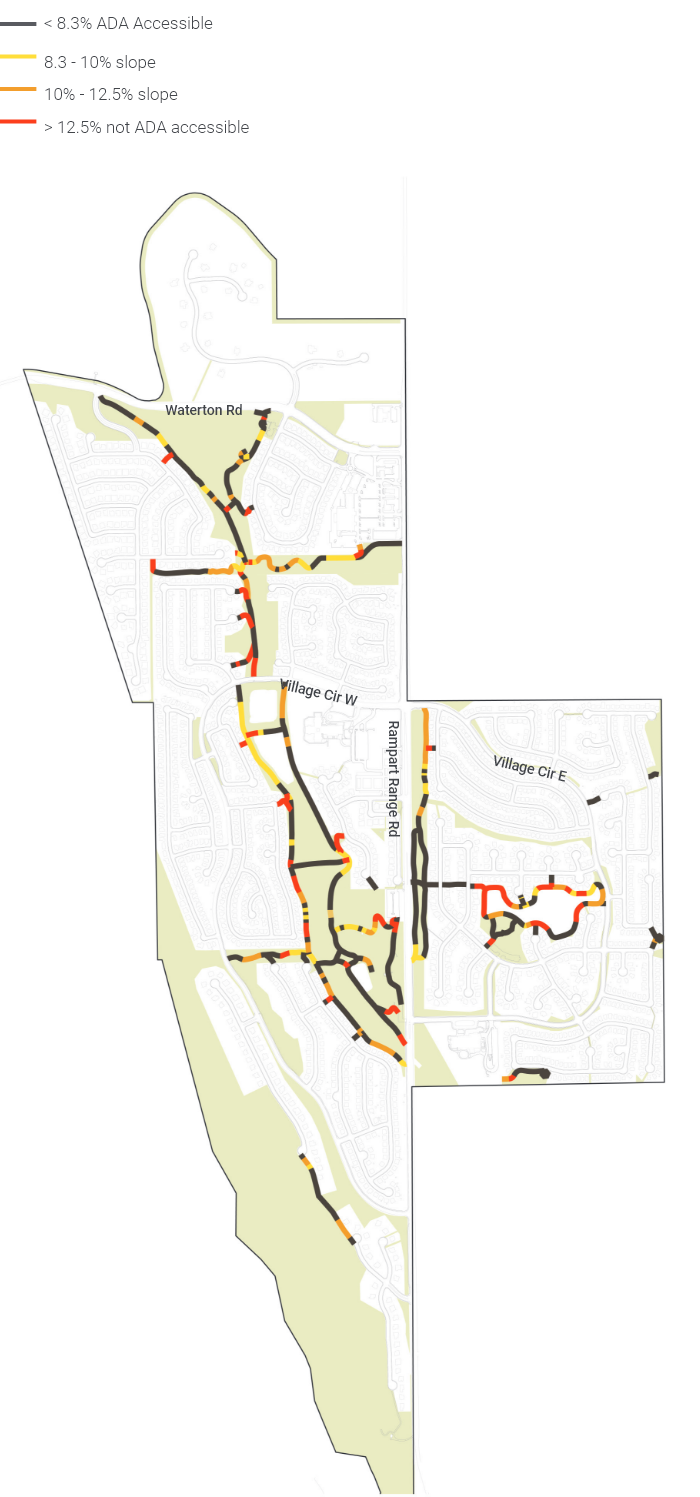 < 8.3% ADA Accessible
8.3 - 10% slope
10% - 12.5% slope
> 12.5% not ADA accessible
Waterton Rd
Village Cir W
Rampart Range Rd
Village Cir E